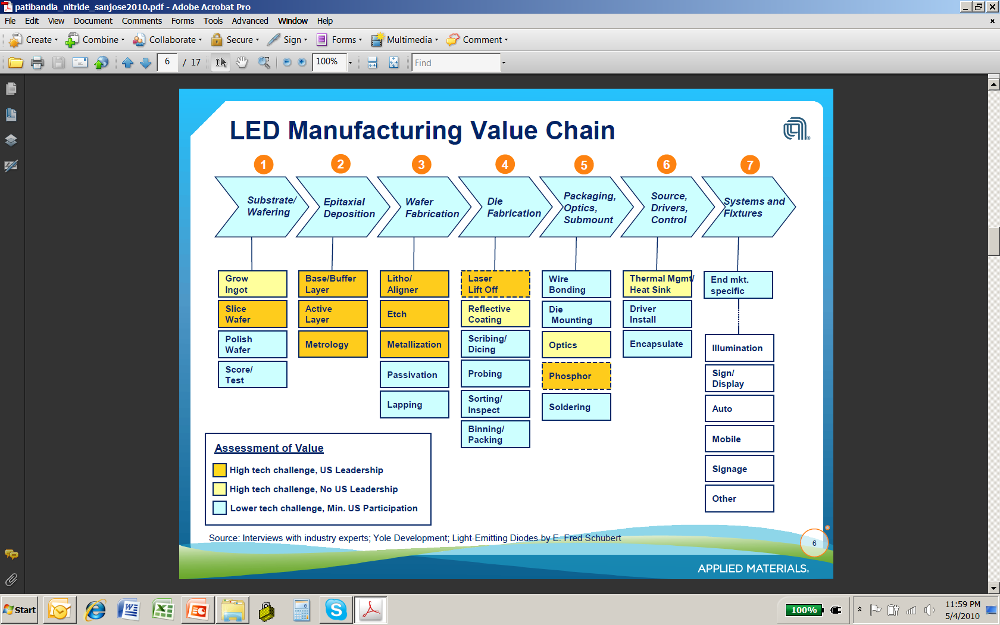 patibandla_nitride_sanjose2010.pdf - Adobe Acrobat Pro
File Edit View Document Comments Forms Tools Advanced Window Help
Create Combine Collaborate Secure Sign Forms Multimedia Comment
6 / 17 100% Find
LED Manufacturing Value Chain
1 2 3 4 5 6 7
Substrate/
Wafering
Epitaxial
Deposition
Wafer
Fabrication
Die
Fabrication
Packaging,
Optics,
Submount
Source,
Drivers,
Control
Systems and
Fixtures
Grow
Ingot
Slice
Wafer
Polish
Wafer
Score/
Test
Base/Buffer
Layer
Active
Layer
Metrology
Litho/
Aligner
Etch
Metallization
Passivation
Lapping
Laser
Lift Off
Reflective
Coating
Scribing/
Dicing
Probing
Sorting/
Inspect
Binning/
Packing
Wire
Bonding
Die
Mounting
Optics
Phosphor
Soldering
Thermal Mgmt/
Heat Sink
Driver
Install
Encapsulate
End mkt.
specific
Illumination
Sign/
Display
Auto
Mobile
Signage
Other
Assessment of Value
High tech challenge, US Leadership
High tech challenge, No US Leadership
Lower tech challenge, Min. US Participation
Source: Interviews with industry experts; Yole Development; Light-Emitting Diodes by E. Fred Schubert
6
APPLIED MATERIALS®
Start
100%
11:59 PM
5/4/2010